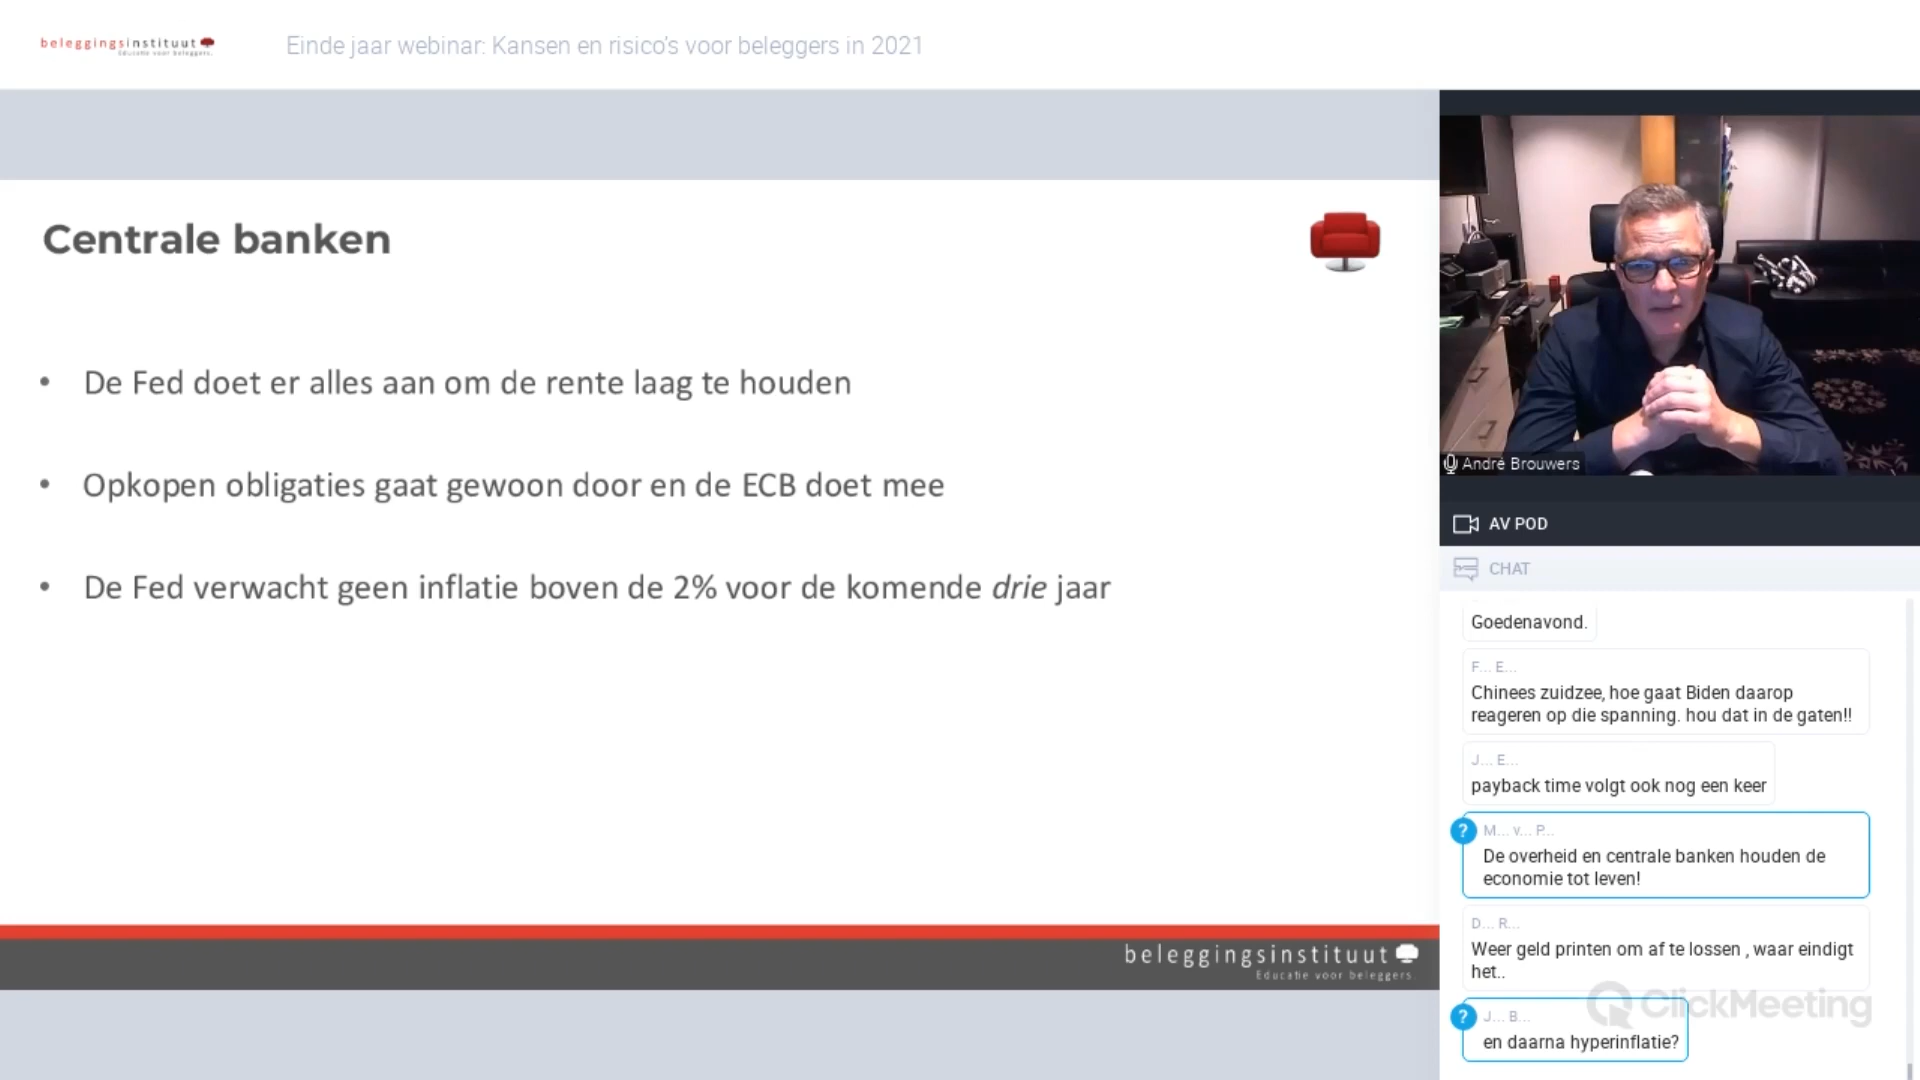 beleggingsinstituut
Educatie voor beleggers.
Einde jaar webinar: Kansen en risico's voor beleggers in 2021
Centrale banken
• De Fed doet er alles aan om de rente laag te houden
• Opkopen obligaties gaat gewoon door en de ECB doet mee
• De Fed verwacht geen inflatie boven de 2% voor de komende drie jaar
beleggingsinstituut
Educatie voor beleggers.
André Brouwers
AV POD
CHAT
Goedenavond.
F... E...
Chinees zuidzee, hoe gaat Biden daarop
reageren op die spanning. hou dat in de gaten!!
J... E...
payback time volgt ook nog een keer
?
M... v... P...
De overheid en centrale banken houden de
economie tot leven!
D... R...
Weer geld printen om af te lossen , waar eindigt
het..
ClickMeeting
?
J... B...
en daarna hyperinflatie?